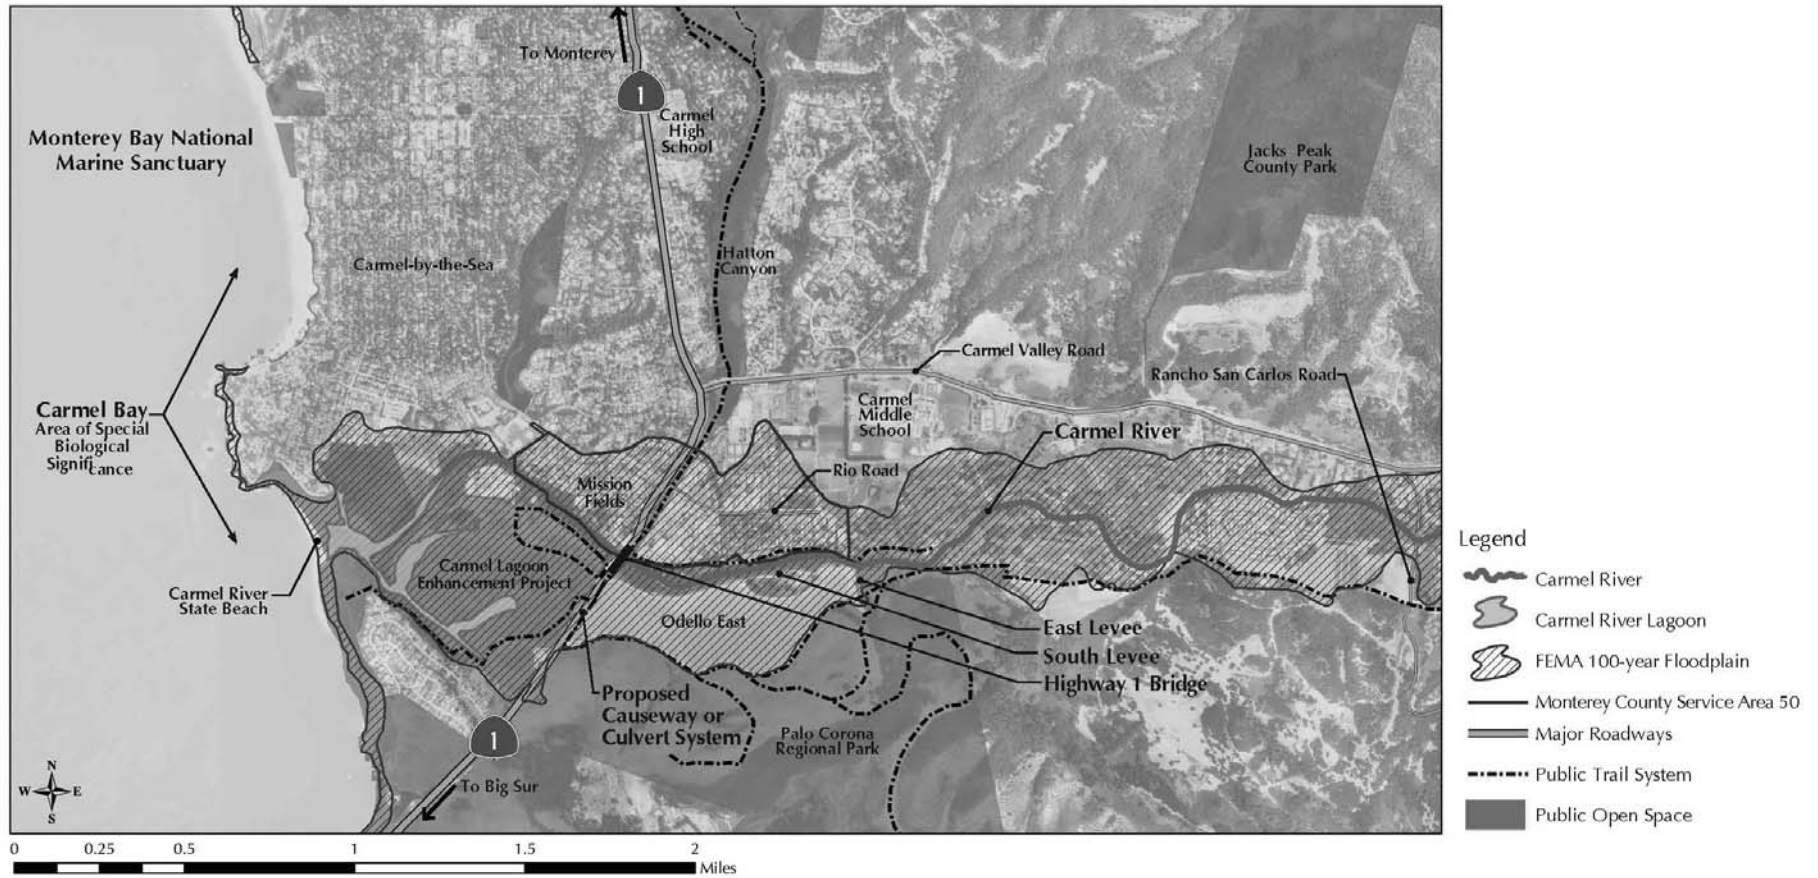 To Monterey
1
Carmel
High
School
Monterey Bay National
Marine Sanctuary
Jacks Peak
County Park
Hatton
Canyon
Carmel-by-the-Sea
Carmel Valley Road
Rancho San Carlos Road
Carmel Bay
Area of Special
Biological
Significance
Carmel
Middle
School
Carmel River
Rio Road
Mission
Fields
Carmel Lagoon
Enhancement Project
Carmel River
State Beach
Odello East
East Levee
South Levee
Highway 1 Bridge
Proposed
Causeway or
Culvert System
Palo Corona
Regional Park
1
To Big Sur
N
W E
S
Legend
Carmel River
Carmel River Lagoon
FEMA 100-year Floodplain
Monterey County Service Area 50
Major Roadways
Public Trail System
Public Open Space
0 0.25 0.5 1 1.5 2
Miles